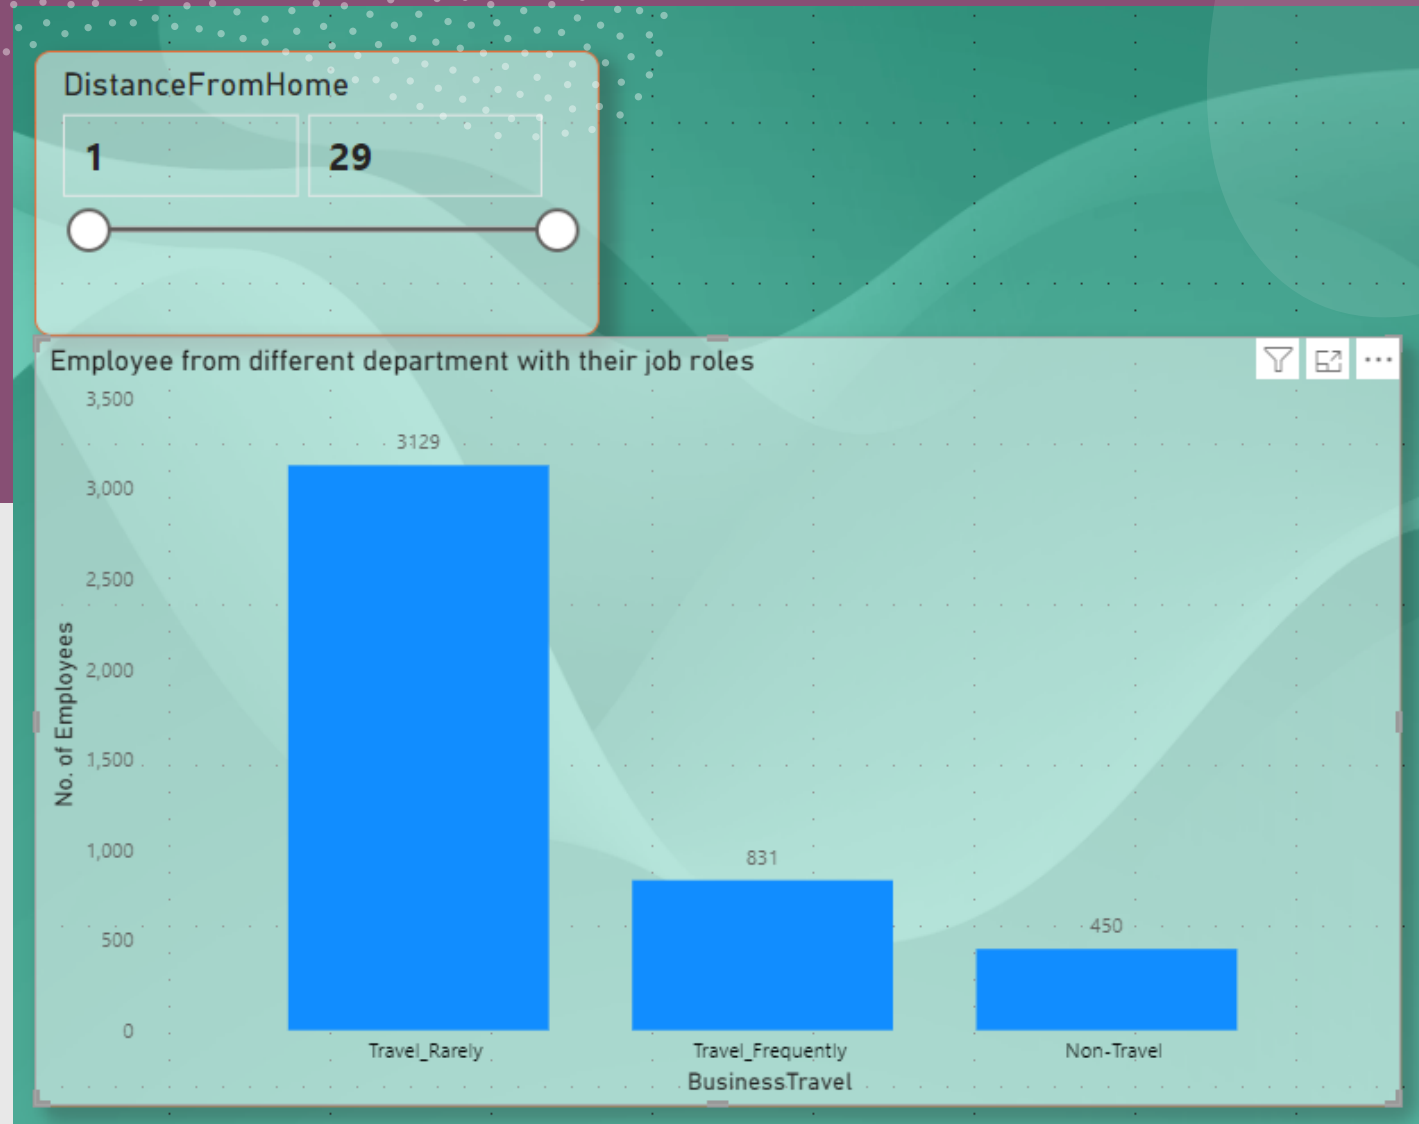 DistanceFromHome
1 29
Employee from different department with their job roles
3,500
3129
3,000
2,500
2,000
1,500
1,000
831
500
450
0
No. of Employees
Travel_Rarely Travel_Frequently Non-Travel
BusinessTravel